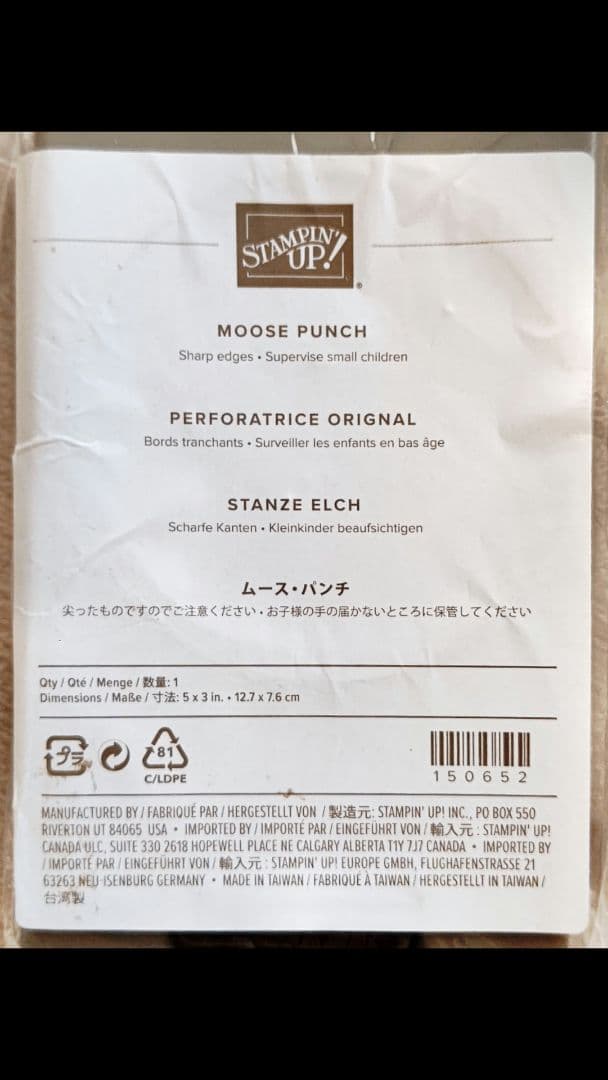 STAMPIN' UP!®
MOOSE PUNCH
Sharp edges • Supervise small children
PERFORATRICE ORIGNAL
Bords tranchants • Surveiller les enfants en bas âge
STANZE ELCH
Scharfe Kanten • Kleinkinder beaufsichtigen
ムース・パンチ
尖ったものですのでご注意ください・お子様の手の届かないところに保管してください
Qty / Qté / Menge / 数量: 1
Dimensions / Maße / 寸法: 5 x 3 in. • 12.7 x 7.6 cm
プラ
81
C/LDPE
150652
MANUFACTURED BY / FABRIQUÉ PAR / HERGESTELLT VON / 製造元: STAMPIN' UP! INC., PO BOX 550
RIVERTON UT 84065 USA • IMPORTED BY / IMPORTÉ PAR / EINGEFÜHRT VON / 輸入元 : STAMPIN' UP!
CANADA ULC, SUITE 330 2618 HOPEWELL PLACE NE CALGARY ALBERTA T1Y 7J7 CANADA • IMPORTED BY
/ IMPORTÉ PAR / EINGEFÜHRT VON / 輸入元 : STAMPIN' UP! EUROPE GMBH, FLUGHAFENSTRASSE 21
63263 NEU-ISENBURG GERMANY • MADE IN TAIWAN / FABRIQUÉ À TAIWAN / HERGESTELLT IN TAIWAN /
台湾製